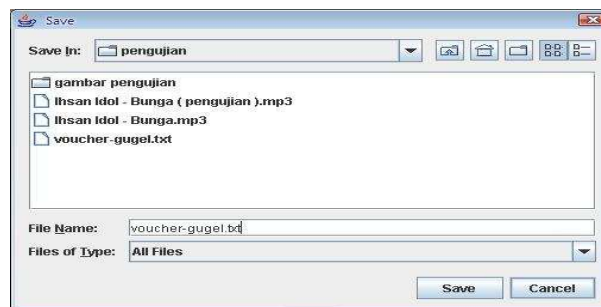 Save
Save In: pengujian
gambar pengujian
Ihsan Idol - Bunga ( pengujian ).mp3
Ihsan Idol - Bunga.mp3
voucher-gugel.txt
File Name: voucher-gugel.txt
Files of Type: All Files
Save Cancel